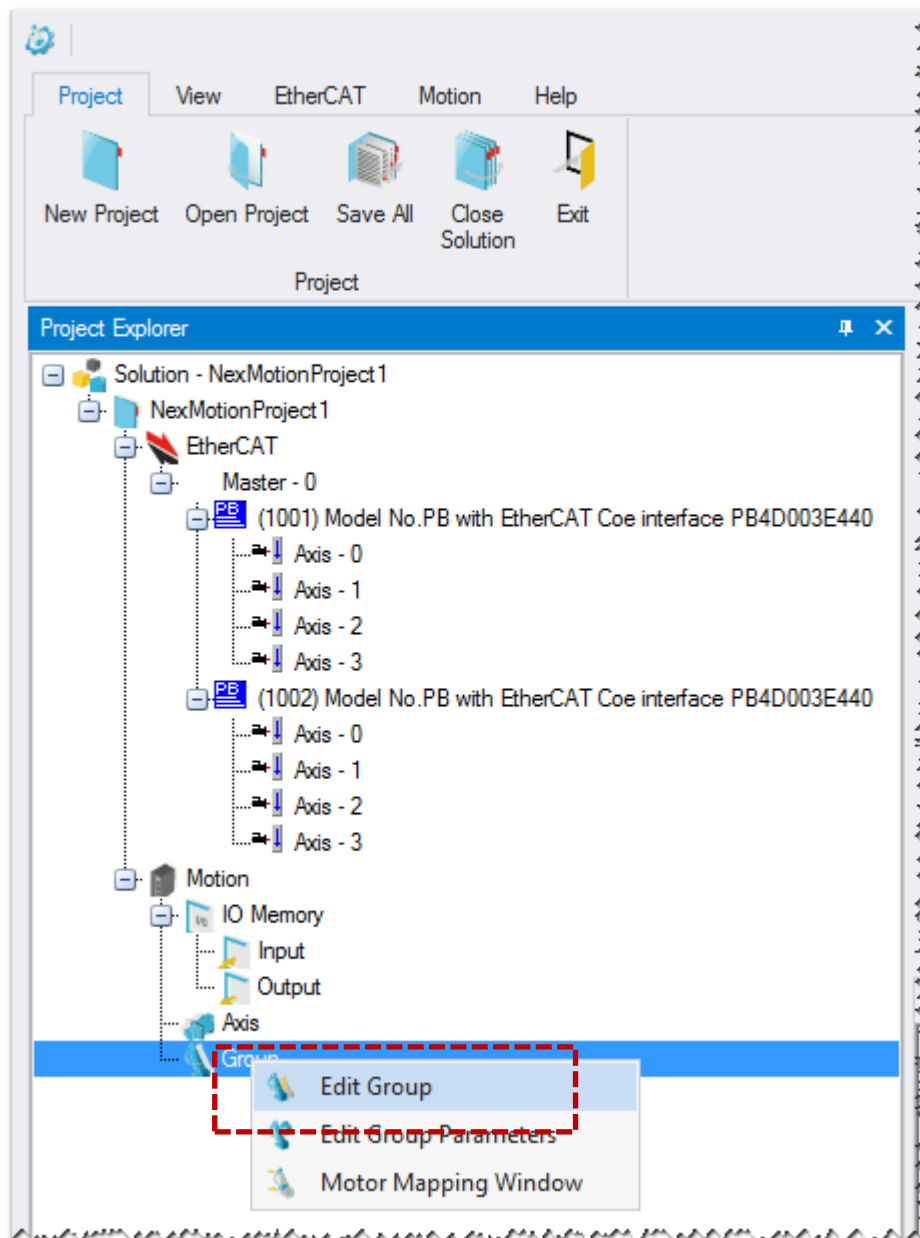 Project View EtherCAT Motion Help
New Project Open Project Save All Close Solution Exit
Project
Project Explorer
Solution - NexMotionProject1
NexMotionProject1
EtherCAT
Master - 0
PB (1001) Model No.PB with EtherCAT Coe interface PB4D003E440
Axis - 0
Axis - 1
Axis - 2
Axis - 3
PB (1002) Model No.PB with EtherCAT Coe interface PB4D003E440
Axis - 0
Axis - 1
Axis - 2
Axis - 3
Motion
I/O IO Memory
Input
Output
Axis
Group
Edit Group
Edit Group Parameters
Motor Mapping Window